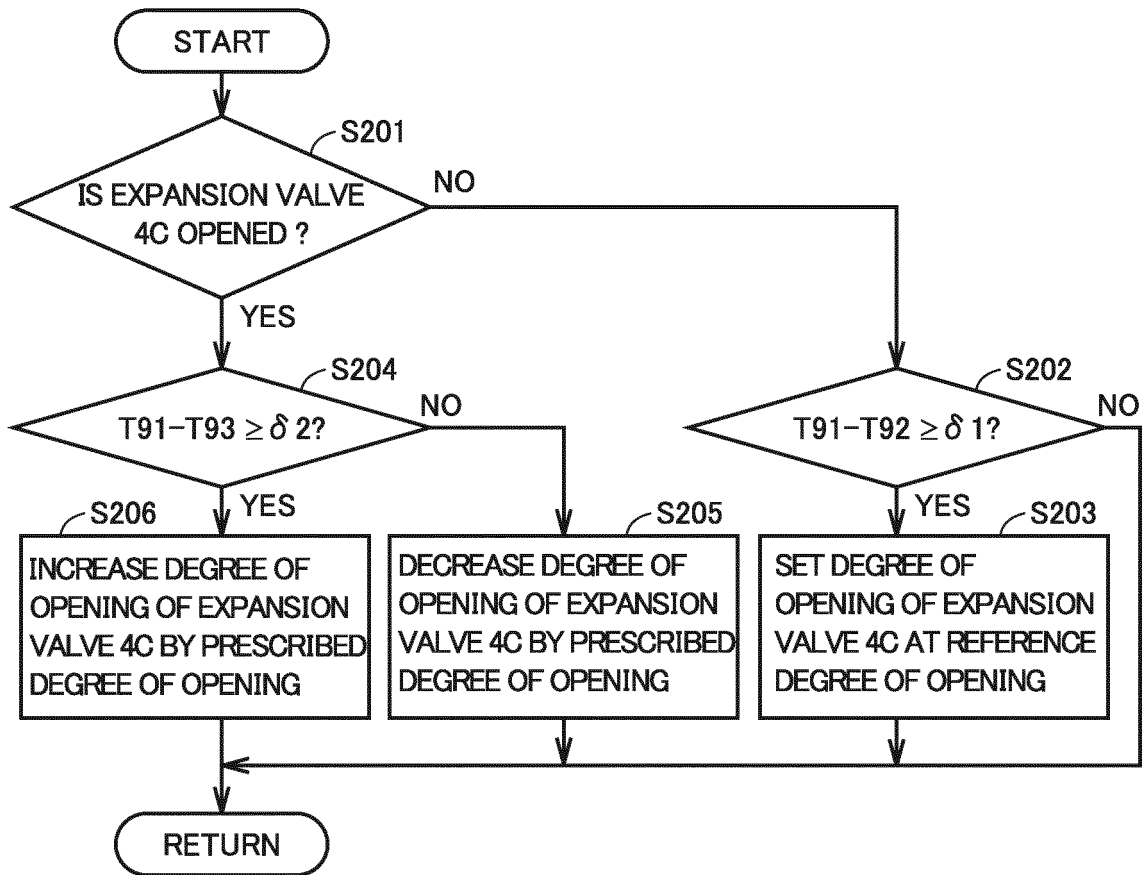 START
S201
IS EXPANSION VALVE
4C OPENED ?
NO
YES
S204
T91-T93 ≥ δ 2?
NO
S202
T91-T92 ≥ δ 1?
NO
YES
YES
S206
INCREASE DEGREE OF
OPENING OF EXPANSION
VALVE 4C BY PRESCRIBED
DEGREE OF OPENING
S205
DECREASE DEGREE OF
OPENING OF EXPANSION
VALVE 4C BY PRESCRIBED
DEGREE OF OPENING
S203
SET DEGREE OF
OPENING OF EXPANSION
VALVE 4C AT REFERENCE
DEGREE OF OPENING
RETURN